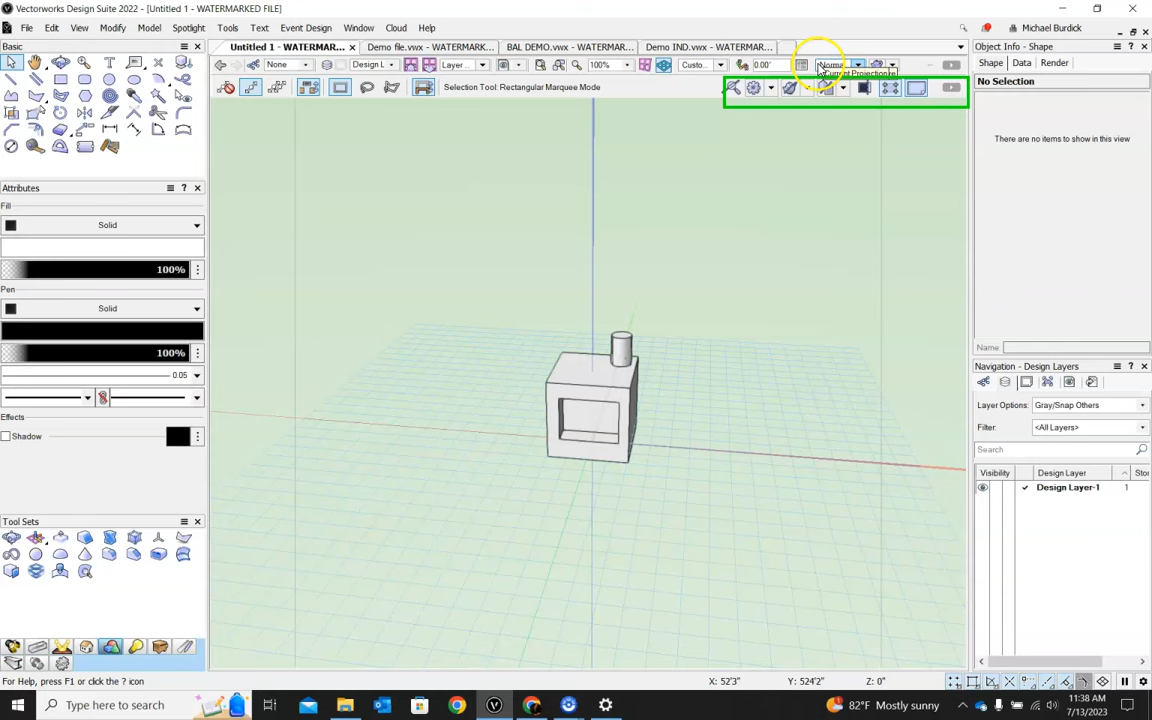 Vectorworks Design Suite 2022 - [Untitled 1 - WATERMARKED FILE]
File Edit View Modify Model Spotlight Tools Text Event Design Window Cloud Help
Michael Burdick
Basic
Untitled 1 - WATERMAR...
Demo file.vwx - WATERMARK...
BAL DEMO.vwx - WATERMAR...
Demo IND.vwx - WATERMAR...
Object Info - Shape
None
Design L
Layer
100%
Custo...
0.00'
Current Projection
Shape Data Render
Selection Tool: Rectangular Marquee Mode
No Selection
There are no items to show in this view
Attributes
Fill
Solid
100%
Pen
Solid
100%
0.05
Effects
Shadow
Name:
Navigation - Design Layers
Layer Options: Gray/Snap Others
Filter: <All Layers>
Search
Visibility Design Layer # Stor
Design Layer-1 1
Tool Sets
For Help, press F1 or click the ? icon
X: 52'3" Y: 524'2" Z: 0"
Type here to search
82°F Mostly sunny
11:38 AM
7/13/2023